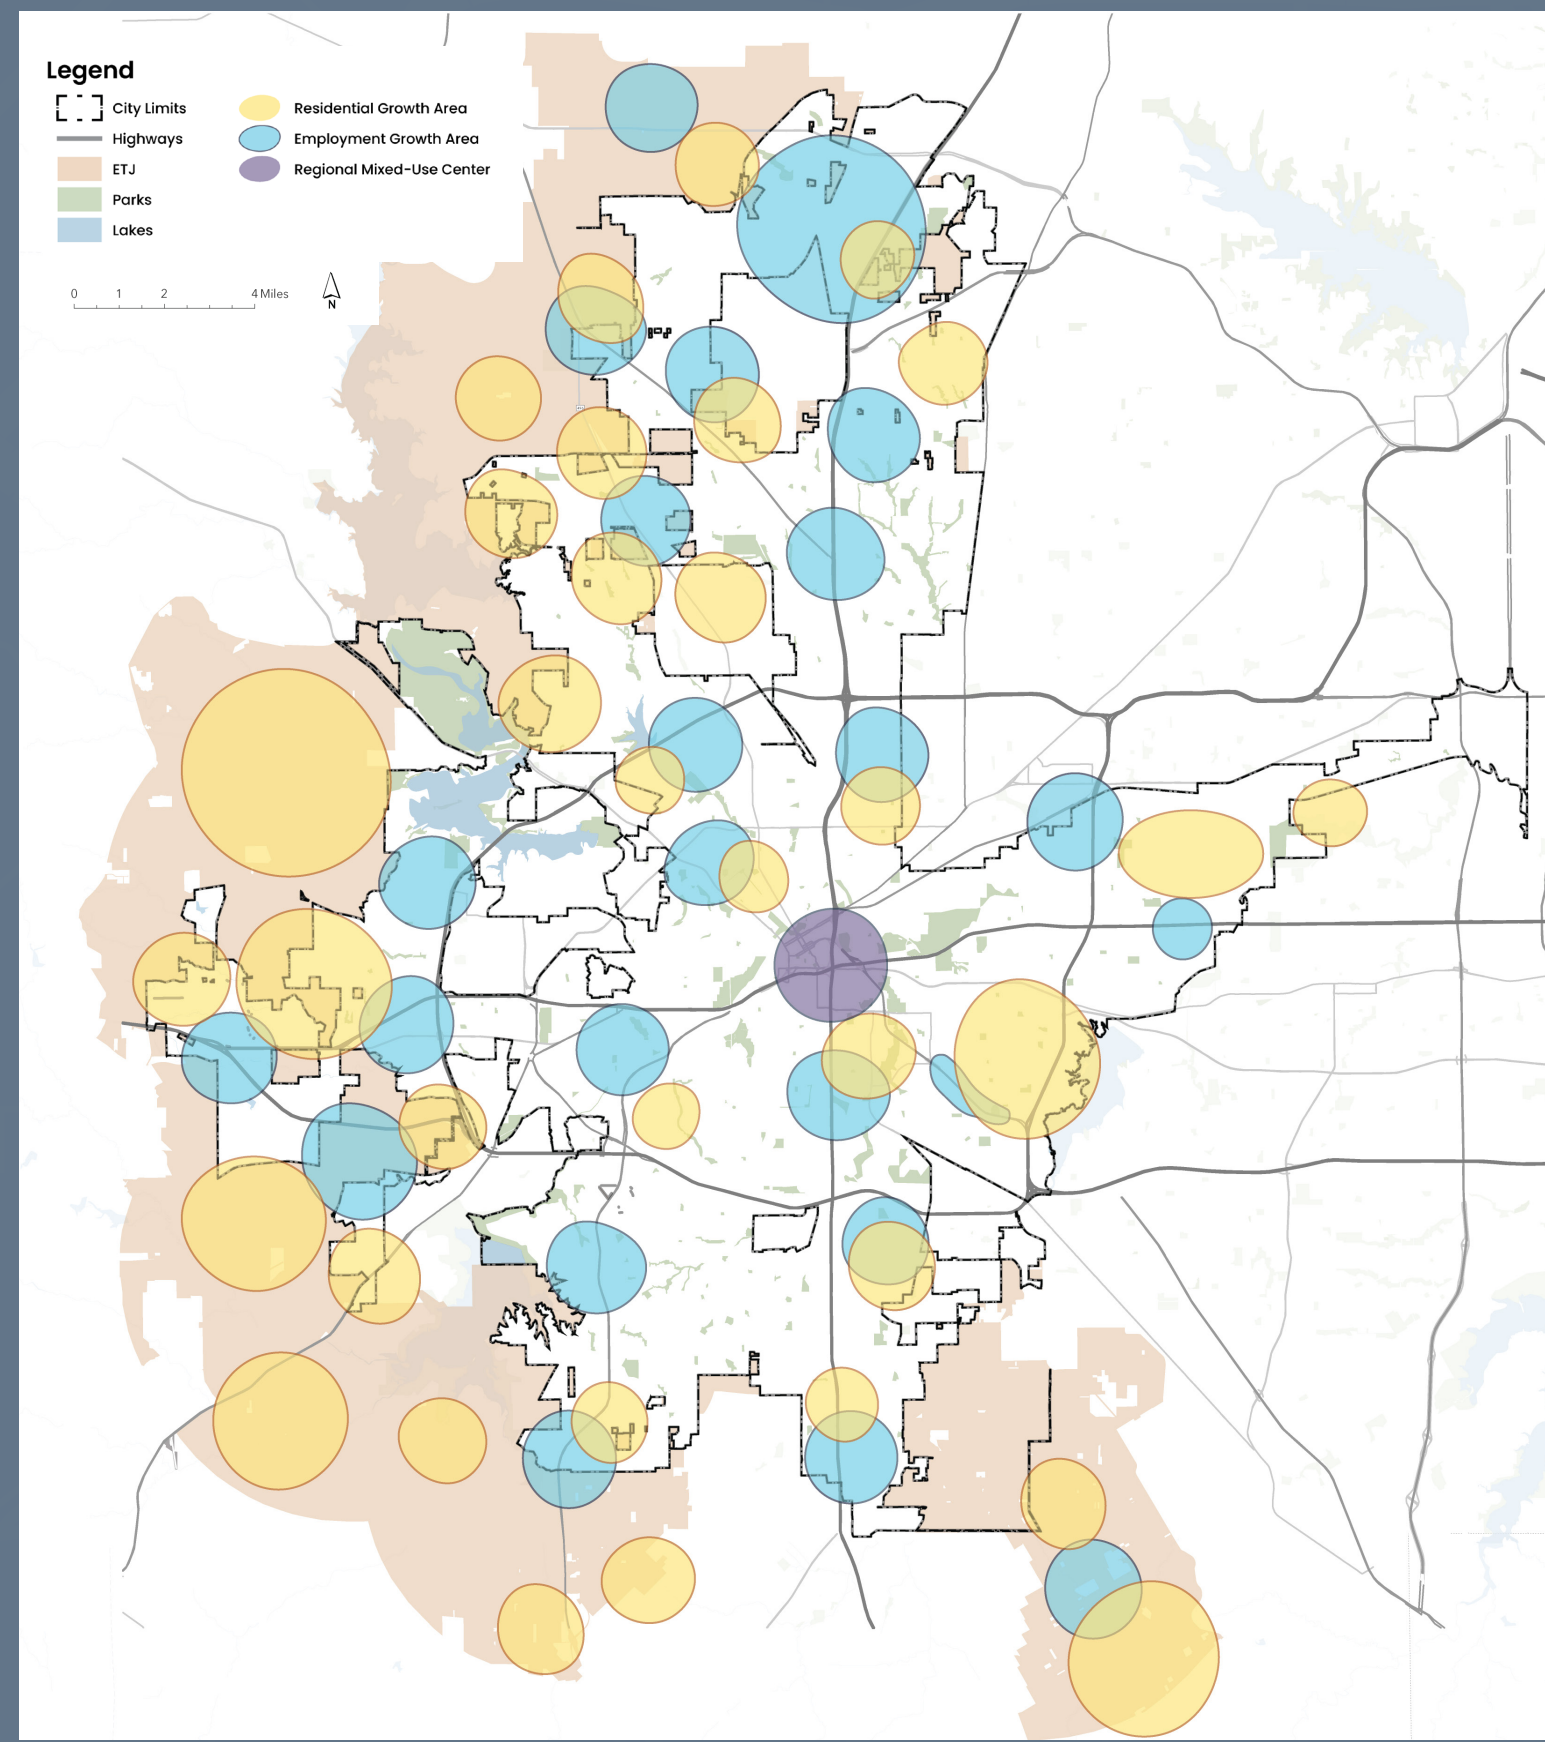 Legend
City Limits
Highways
ETJ
Parks
Lakes
Residential Growth Area
Employment Growth Area
Regional Mixed-Use Center
0 1 2 4 Miles
N